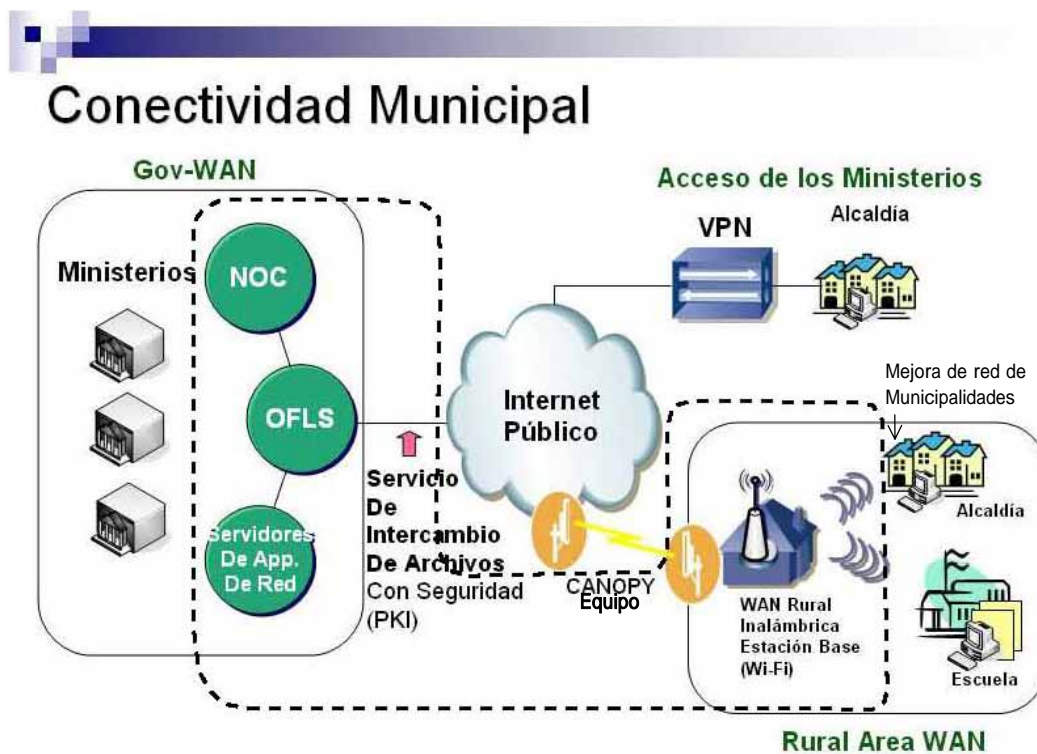 Conectividad Municipal
Gov-WAN
Ministerios
NOC
OFLS
Servidores
De App.
De Red
Servicio
De
Intercambio
De Archivos
Con Seguridad
(PKI)
Internet
Público
CANOPY
Equipo
Acceso de los Ministerios
VPN
Alcaldía
Mejora de red de
Municipalidades
Alcaldía
WAN Rural
Inalámbrica
Estación Base
(Wi-Fi)
Escuela
Rural Area WAN